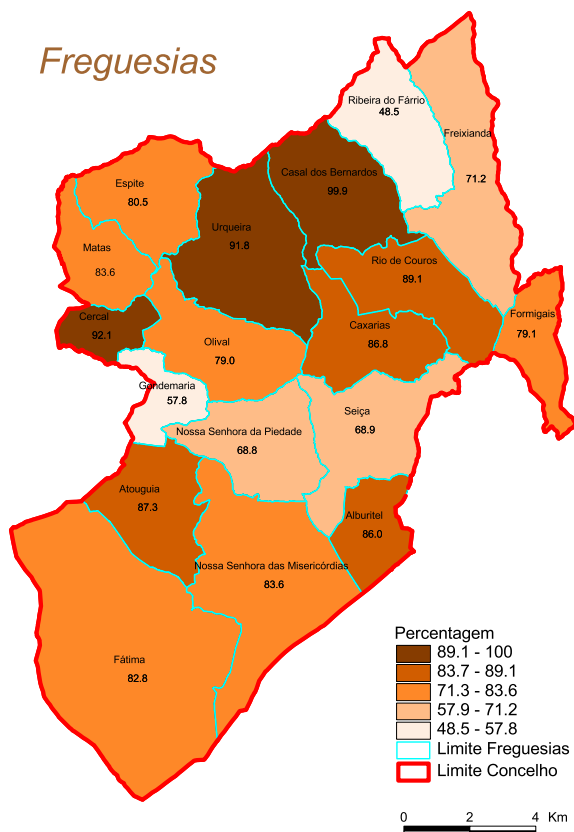 Freguesias
Ribeira do Fárrio
48.5
Freixianda
71.2
Casal dos Bernardos
99.9
Espite
80.5
Urqueira
91.8
Matas
83.6
Rio de Couros
89.1
Cercal
92.1
Formigais
79.1
Caxarias
86.8
Olival
79.0
Gondemaria
57.8
Seiça
68.9
Nossa Senhora da Piedade
68.8
Atouguia
87.3
Alburitel
86.0
Nossa Senhora das Misericórdias
83.6
Fàtima
82.8
Percentagem
89.1 - 100
83.7 - 89.1
71.3 - 83.6
57.9 - 71.2
48.5 - 57.8
Limite Freguesias
Limite Concelho
0 2 4 Km